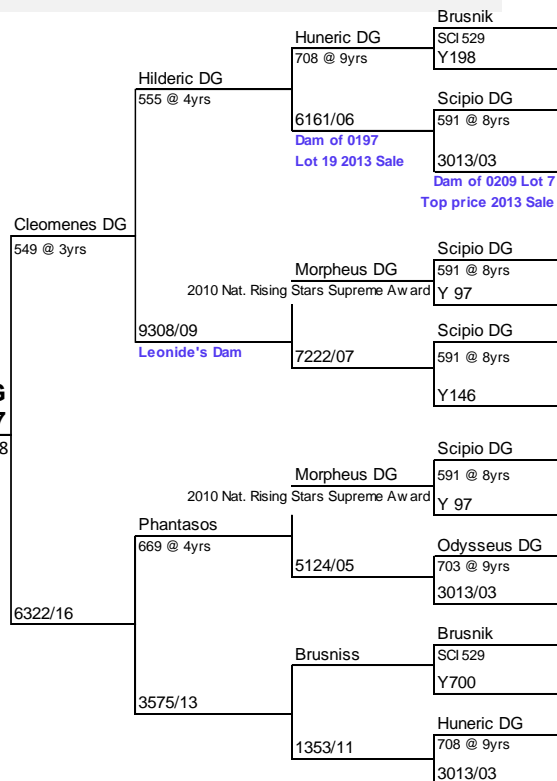 Brusnik
SCI 529
Huneric DG
Y198
708 @ 9yrs
Hilderic DG
Scipio DG
555 @ 4yrs
591 @ 8yrs
6161/06
Dam of 0197
3013/03
Lot 19 2013 Sale
Dam of 0209 Lot 7
Top price 2013 Sale
Cleomenes DG
549 @ 3yrs
Scipio DG
Morpheus DG
591 @ 8yrs
2010 Nat. Rising Stars Supreme Award
Y 97
9308/09
Scipio DG
Leonide's Dam
7222/07
591 @ 8yrs
Y146
G
7
8
Scipio DG
Morpheus DG
591 @ 8yrs
2010 Nat. Rising Stars Supreme Award
Y 97
Phantasos
669 @ 4yrs
Odysseus DG
5124/05
703 @ 9yrs
3013/03
6322/16
Brusnik
Brusniss
SCI 529
Y700
3575/13
Huneric DG
1353/11
708 @ 9yrs
3013/03